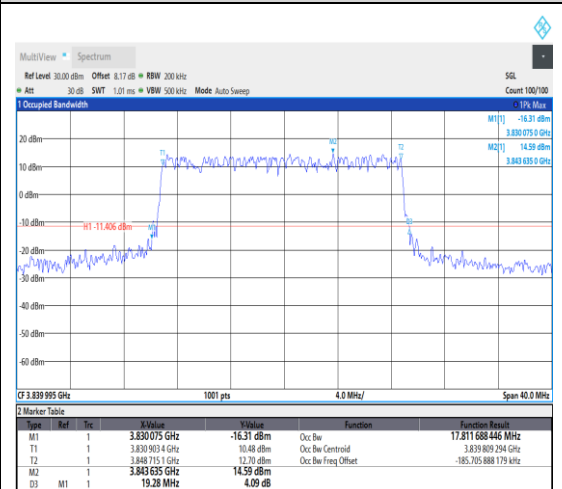 MultiView Spectrum
Ref Level 30.00 dBm Offset 8.17 dB RBW 200 kHz SGL
Att 30 dB SWT 1.01 ms VBW 500 kHz Mode Auto Sweep Count 100/100
1 Occupied Bandwidth 1Pk Max
M1[1] -16.31 dBm
3.830 075 0 GHz
M2[1] 14.59 dBm
3.843 635 0 GHz
20 dBm
M2
T2
T1
10 dBm
0 dBm
-10 dBm
H1 -11.406 dBm
M1
D3
-20 dBm
-30 dBm
-40 dBm
-50 dBm
-60 dBm
CF 3.839 995 GHz 1001 pts 4.0 MHz/ Span 40.0 MHz
2 Marker Table
Type Ref Trc X-Value Y-Value Function Function Result
M1 1 3.830 075 GHz -16.31 dBm Occ Bw 17.811 688 446 MHz
T1 1 3.830 903 4 GHz 10.48 dBm Occ Bw Centroid 3.839 809 294 GHz
T2 1 3.848 715 1 GHz 12.70 dBm Occ Bw Freq Offset -185.705 888 179 kHz
M2 1 3.843 635 GHz 14.59 dBm
D3 M1 1 19.28 MHz 4.09 dB